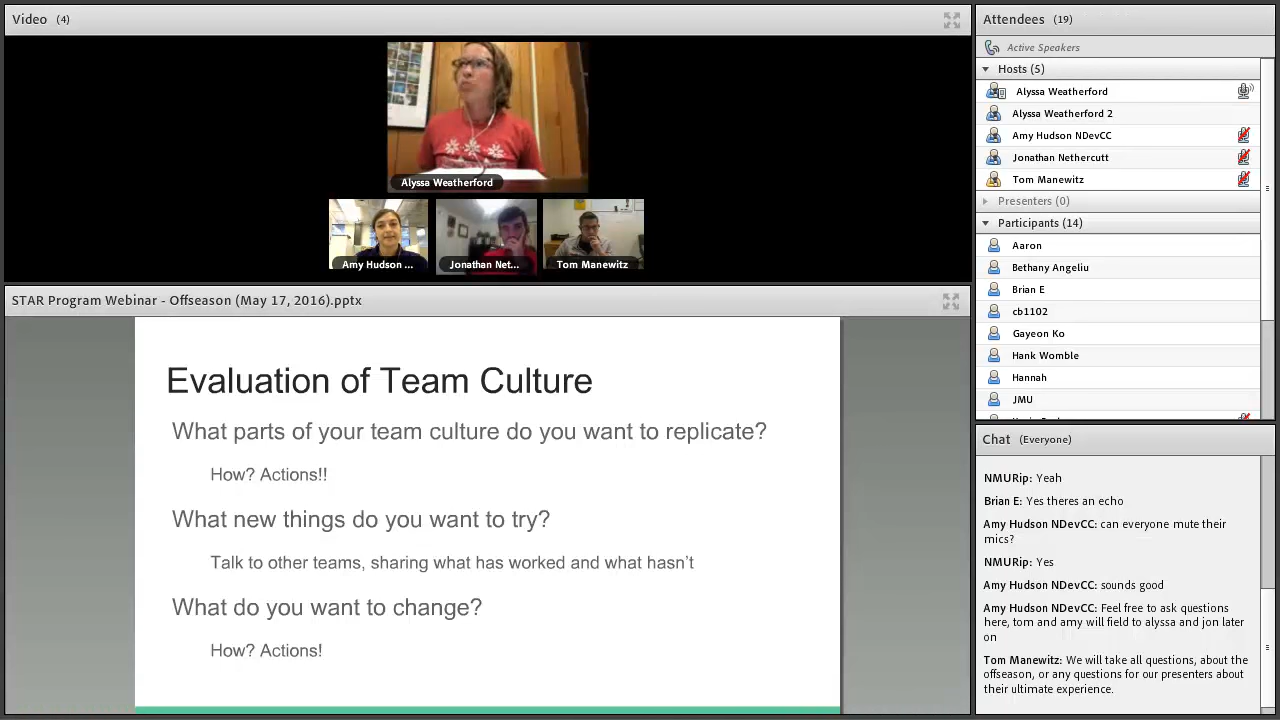 Video (4)
Alyssa Weatherford
Amy Hudson ...
Jonathan Net...
Tom Manewitz
STAR Program Webinar - Offseason (May 17, 2016).pptx
Evaluation of Team Culture
What parts of your team culture do you want to replicate?
How? Actions!!
What new things do you want to try?
Talk to other teams, sharing what has worked and what hasn't
What do you want to change?
How? Actions!
Attendees (19)
Active Speakers
Hosts (5)
Alyssa Weatherford
Alyssa Weatherford 2
Amy Hudson NDevCC
Jonathan Nethercutt
Tom Manewitz
Presenters (0)
Participants (14)
Aaron
Bethany Angeliu
Brian E
cb1102
Gayeon Ko
Hank Womble
Hannah
JMU
Chat (Everyone)
NMURip: Yeah
Brian E: Yes theres an echo
Amy Hudson NDevCC: can everyone mute their
mics?
NMURip: Yes
Amy Hudson NDevCC: sounds good
Amy Hudson NDevCC: Feel free to ask questions
here, tom and amy will field to alyssa and jon later
on
Tom Manewitz: We will take all questions, about the
offseason, or any questions for our presenters about
their ultimate experience.